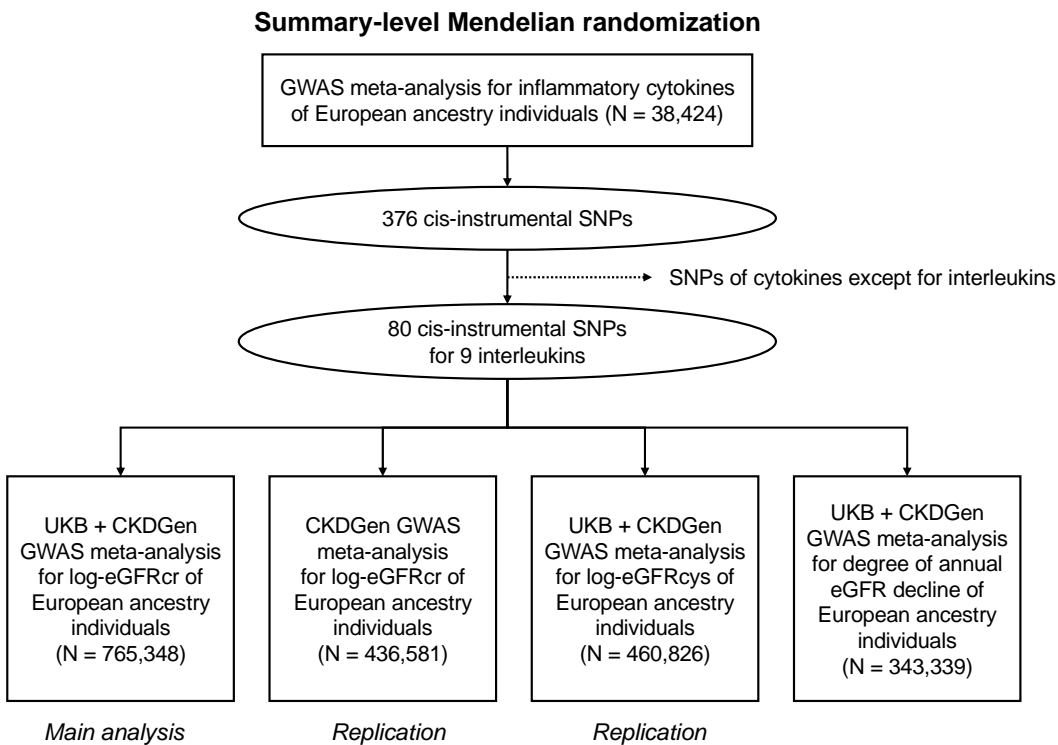 Summary-level Mendelian randomization
GWAS meta-analysis for inflammatory cytokines
of European ancestry individuals (N = 38,424)
376 cis-instrumental SNPs
SNPs of cytokines except for interleukins
80 cis-instrumental SNPs
for 9 interleukins
UKB + CKDGen
GWAS meta-analysis
for log-eGFRcr of
European ancestry
individuals
(N = 765,348)
Main analysis
CKDGen GWAS
meta-analysis
for log-eGFRcr of
European ancestry
individuals
(N = 436,581)
Replication
UKB + CKDGen
GWAS meta-analysis
for log-eGFRcys of
European ancestry
individuals
(N = 460,826)
Replication
UKB + CKDGen
GWAS meta-analysis
for degree of annual
eGFR decline of
European ancestry
individuals
(N = 343,339)